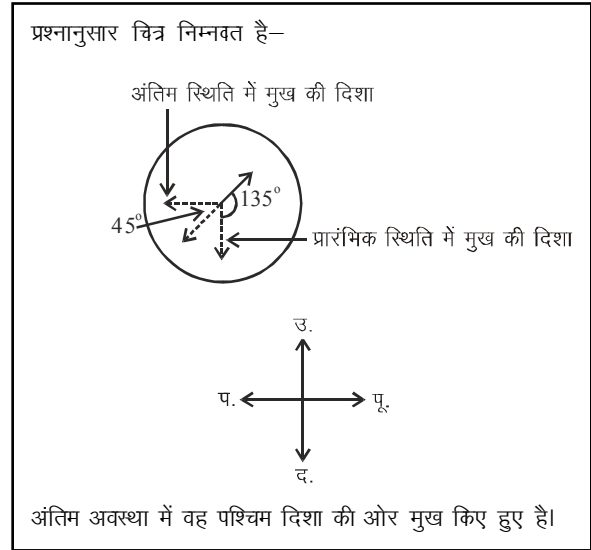 प्रश्नानुसार चित्र निम्नवत है–
अंतिम स्थिति में मुख की दिशा
135°
45°
प्रारंभिक स्थिति में मुख की दिशा
उ.
प. पू.
द.
अंतिम अवस्था में वह पश्चिम दिशा की ओर मुख किए हुए है।